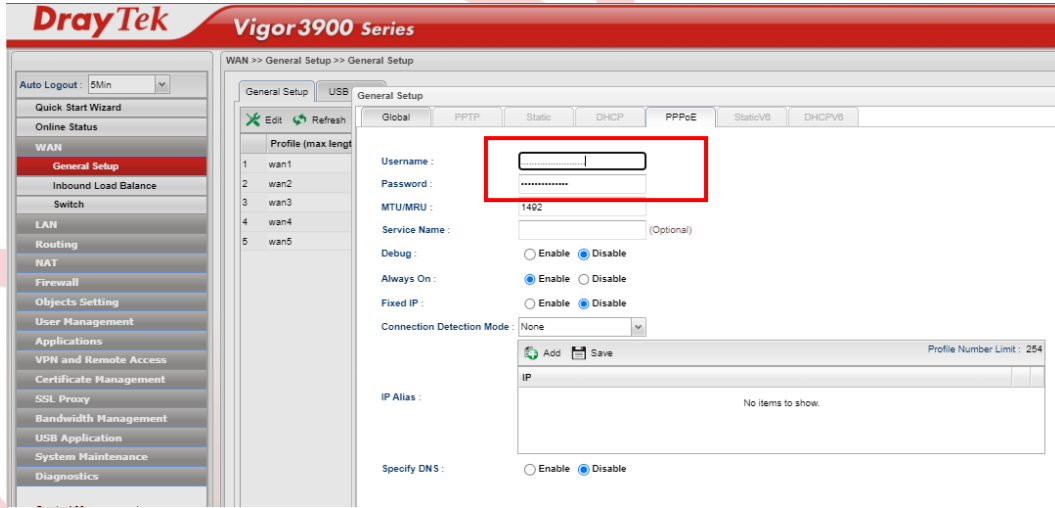 DrayTek Vigor3900 Series
WAN >> General Setup >> General Setup
Auto Logout : 5Min
Quick Start Wizard
Online Status
WAN
General Setup
Inbound Load Balance
Switch
LAN
Routing
NAT
Firewall
Objects Setting
User Management
Applications
VPN and Remote Access
Certificate Management
SSL Proxy
Bandwidth Management
USB Application
System Maintenance
Diagnostics
General Setup USB
Edit Refresh
Profile (max lengt
1 wan1
2 wan2
3 wan3
4 wan4
5 wan5
General Setup
Global PPTP Static DHCP PPPoE StaticV6 DHCPV6
Username :
Password :
MTU/MRU : 1492
Service Name : (Optional)
Debug : Enable Disable
Always On : Enable Disable
Fixed IP : Enable Disable
Connection Detection Mode : None
Add Save Profile Number Limit : 254
IP
IP Alias : No items to show.
Specify DNS : Enable Disable